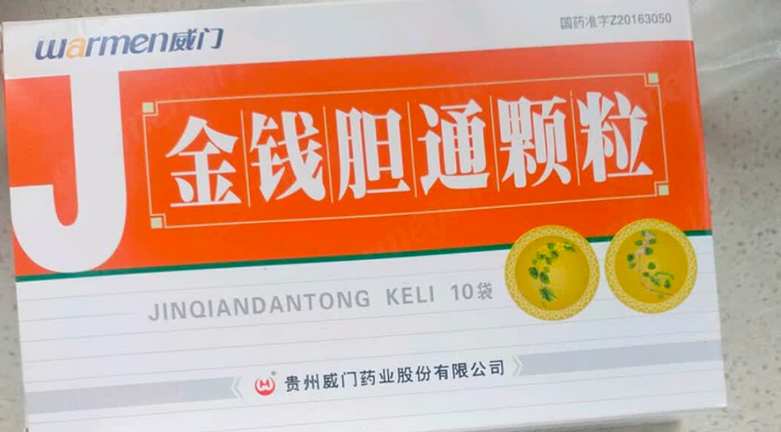 warmen威门
国药准字Z20163050
J
金钱胆通颗粒
JINQIANDANTONG KELI 10袋
贵州威门药业股份有限公司